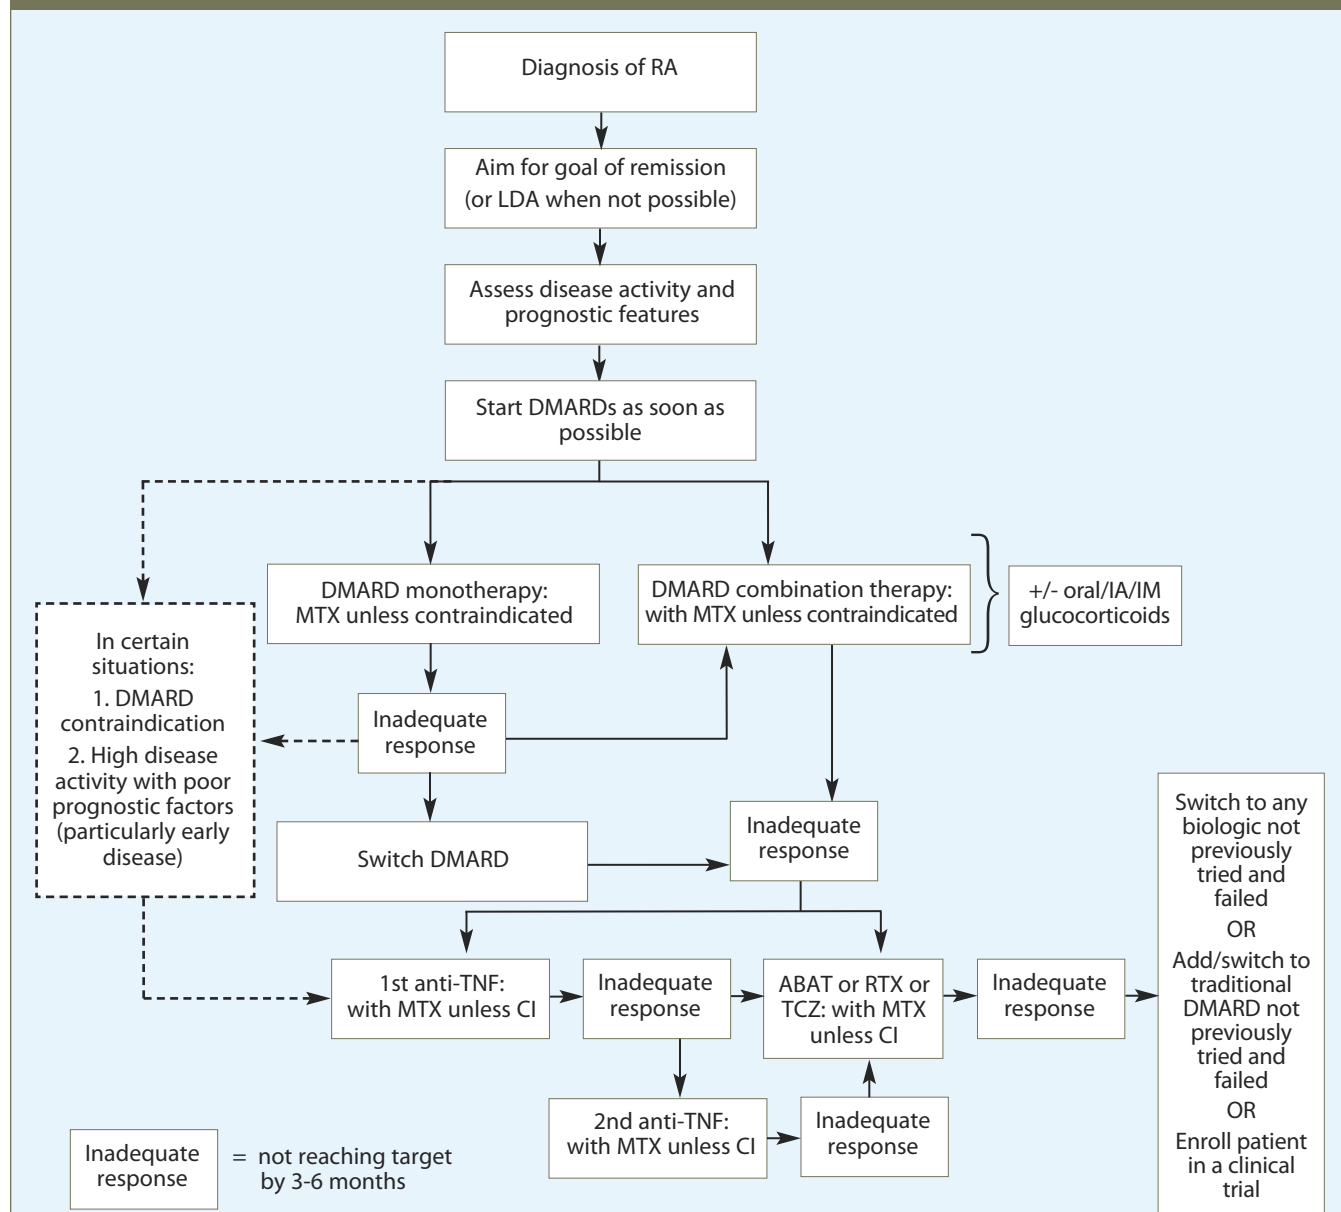 Diagnosis of RA
Aim for goal of remission
(or LDA when not possible)
Assess disease activity and
prognostic features
Start DMARDs as soon as
possible
DMARD monotherapy:
MTX unless contraindicated
DMARD combination therapy:
with MTX unless contraindicated
+/- oral/IA/IM
glucocorticoids
In certain
situations:
1. DMARD
contraindication
2. High disease
activity with poor
prognostic factors
(particularly early
disease)
Inadequate
response
Switch DMARD
Inadequate
response
1st anti-TNF:
with MTX unless CI
Inadequate
response
ABAT or RTX or
TCZ: with MTX
unless CI
Inadequate
response
Switch to any
biologic not
previously
tried and
failed
OR
Add/switch to
traditional
DMARD not
previously
tried and
failed
OR
Enroll patient
in a clinical
trial
2nd anti-TNF:
with MTX unless CI
Inadequate
response
Inadequate
response
= not reaching target
by 3-6 months